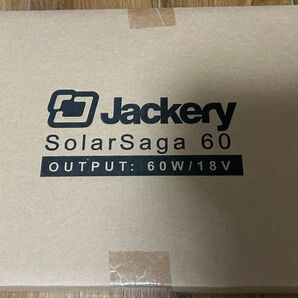 Jackery
SolarSaga 60
OUTPUT: 60W/18V